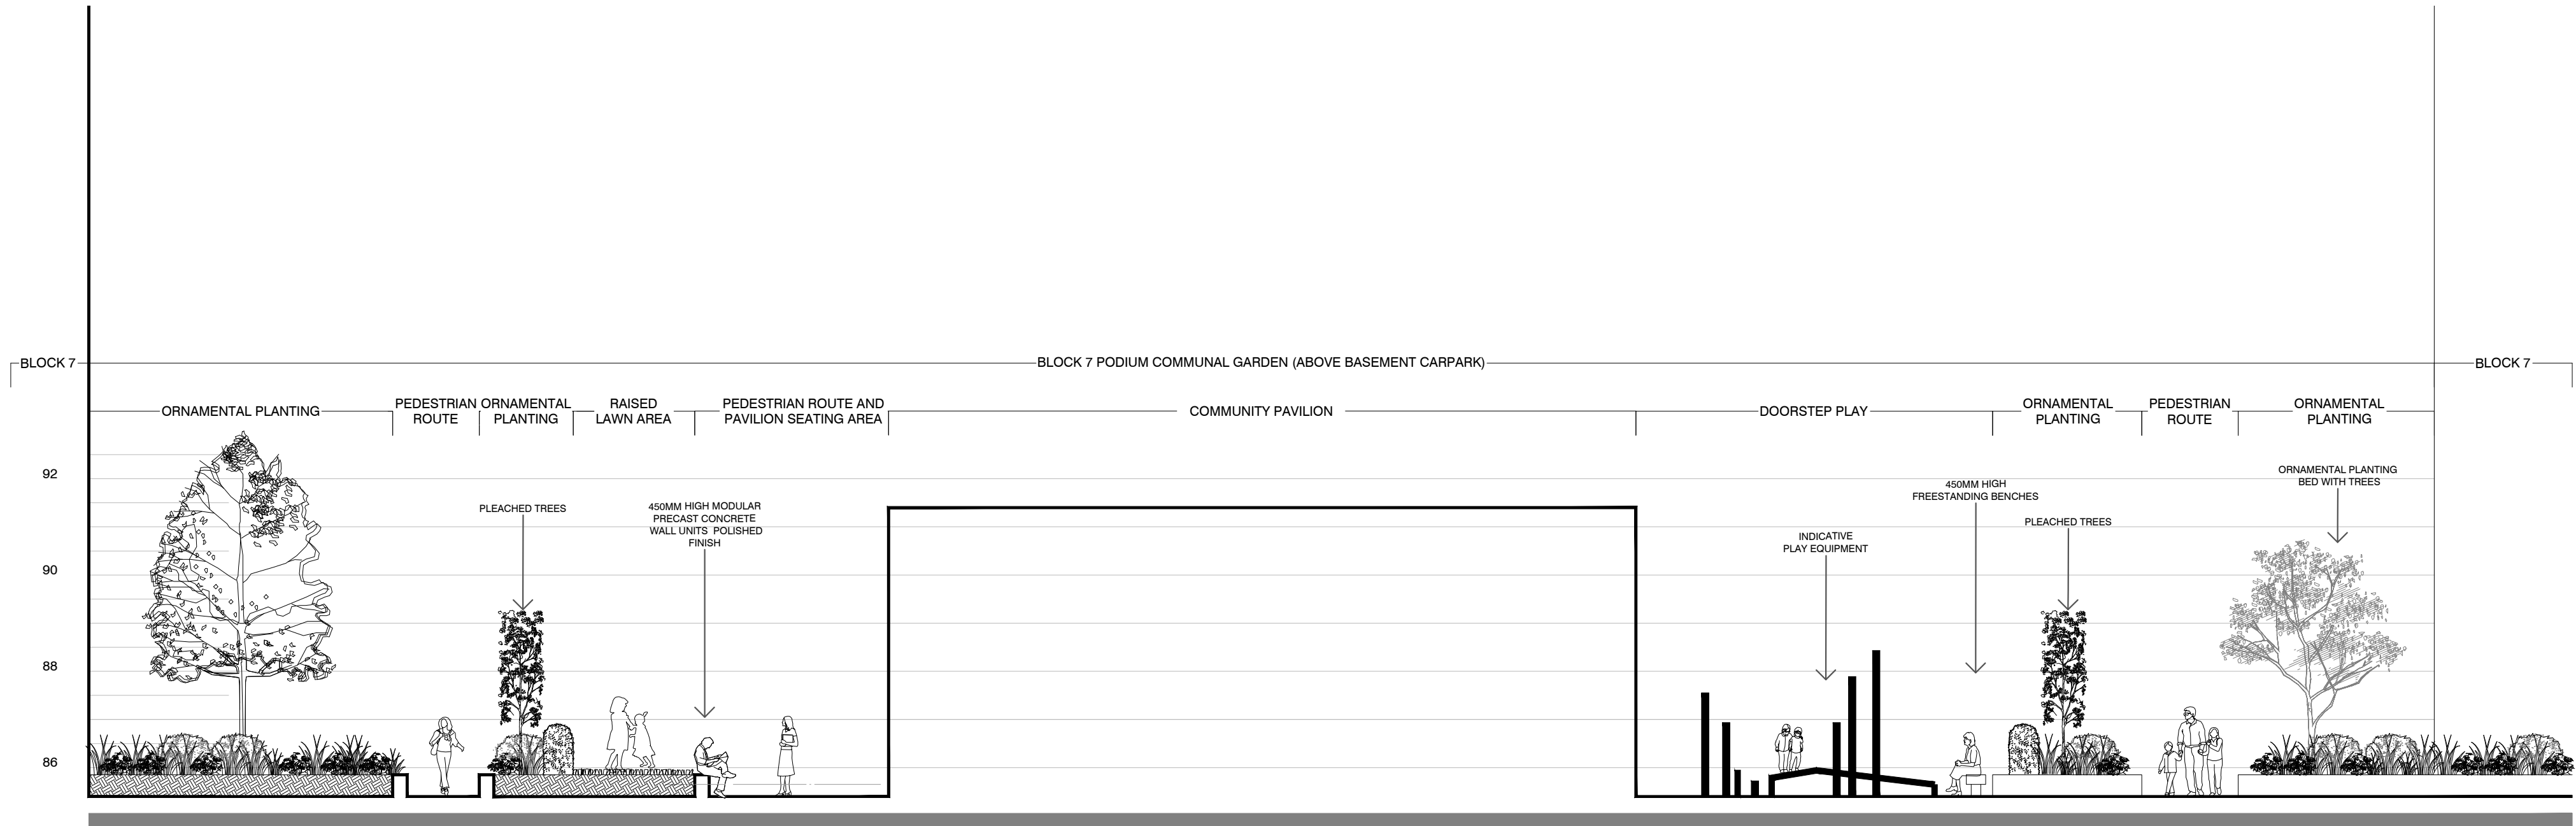 BLOCK 7
BLOCK 7 PODIUM COMMUNAL GARDEN (ABOVE BASEMENT CARPARK)
BLOCK 7
ORNAMENTAL PLANTING
PEDESTRIAN
ROUTE
ORNAMENTAL
PLANTING
RAISED
LAWN AREA
PEDESTRIAN ROUTE AND
PAVILION SEATING AREA
COMMUNITY PAVILION
DOORSTEP PLAY
ORNAMENTAL
PLANTING
PEDESTRIAN
ROUTE
ORNAMENTAL
PLANTING
92
90
88
86
PLEACHED TREES
450MM HIGH MODULAR
PRECAST CONCRETE
WALL UNITS POLISHED
FINISH
INDICATIVE
PLAY EQUIPMENT
450MM HIGH
FREESTANDING BENCHES
PLEACHED TREES
ORNAMENTAL PLANTING
BED WITH TREES